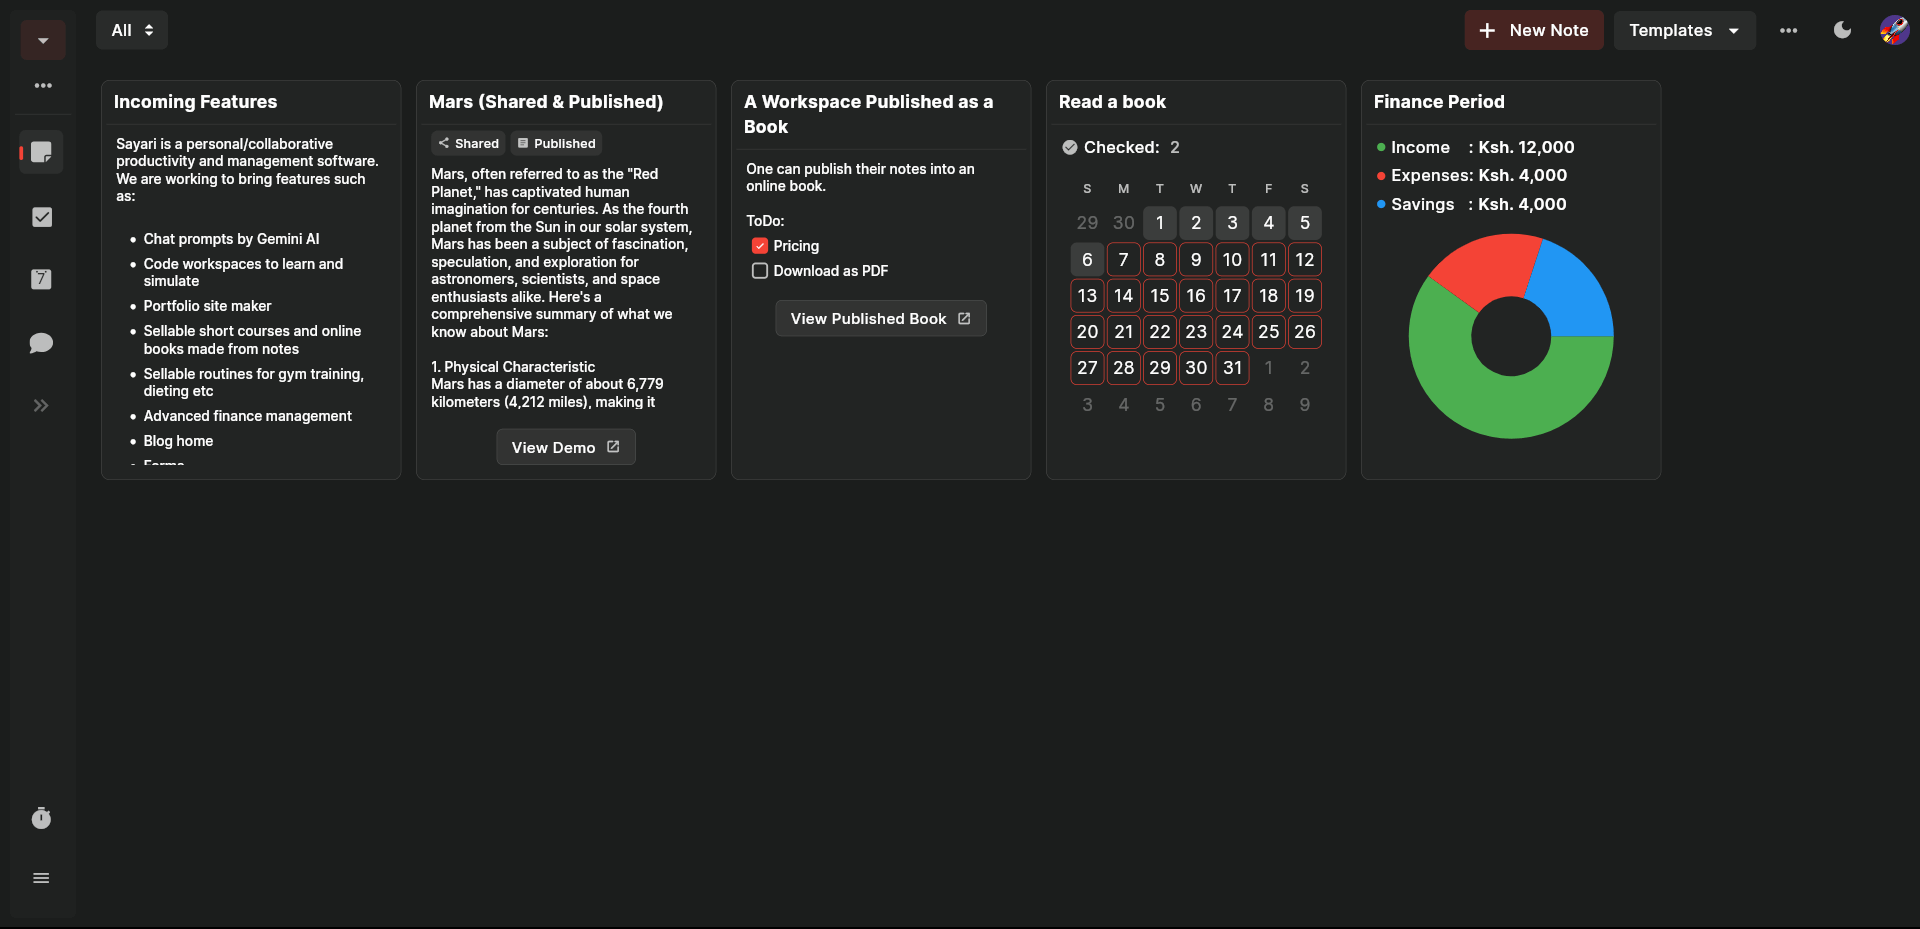 All
New Note
Templates
Incoming Features
Sayari is a personal/collaborative
productivity and management software.
We are working to bring features such
as:
Chat prompts by Gemini AI
Code workspaces to learn and
simulate
Portfolio site maker
Sellable short courses and online
books made from notes
Sellable routines for gym training,
dieting etc
Advanced finance management
Blog home
Forms
Mars (Shared & Published)
Shared Published
Mars, often referred to as the "Red
Planet," has captivated human
imagination for centuries. As the fourth
planet from the Sun in our solar system,
Mars has been a subject of fascination,
speculation, and exploration for
astronomers, scientists, and space
enthusiasts alike. Here's a
comprehensive summary of what we
know about Mars:
1. Physical Characteristic
Mars has a diameter of about 6,779
kilometers (4,212 miles), making it
View Demo
A Workspace Published as a
Book
One can publish their notes into an
online book.
ToDo:
Pricing
Download as PDF
View Published Book
Read a book
Checked: 2
S M T W T F S
29 30 1 2 3 4 5
6 7 8 9 10 11 12
13 14 15 16 17 18 19
20 21 22 23 24 25 26
27 28 29 30 31 1 2
3 4 5 6 7 8 9
Finance Period
Income : Ksh. 12,000
Expenses: Ksh. 4,000
Savings : Ksh. 4,000
7